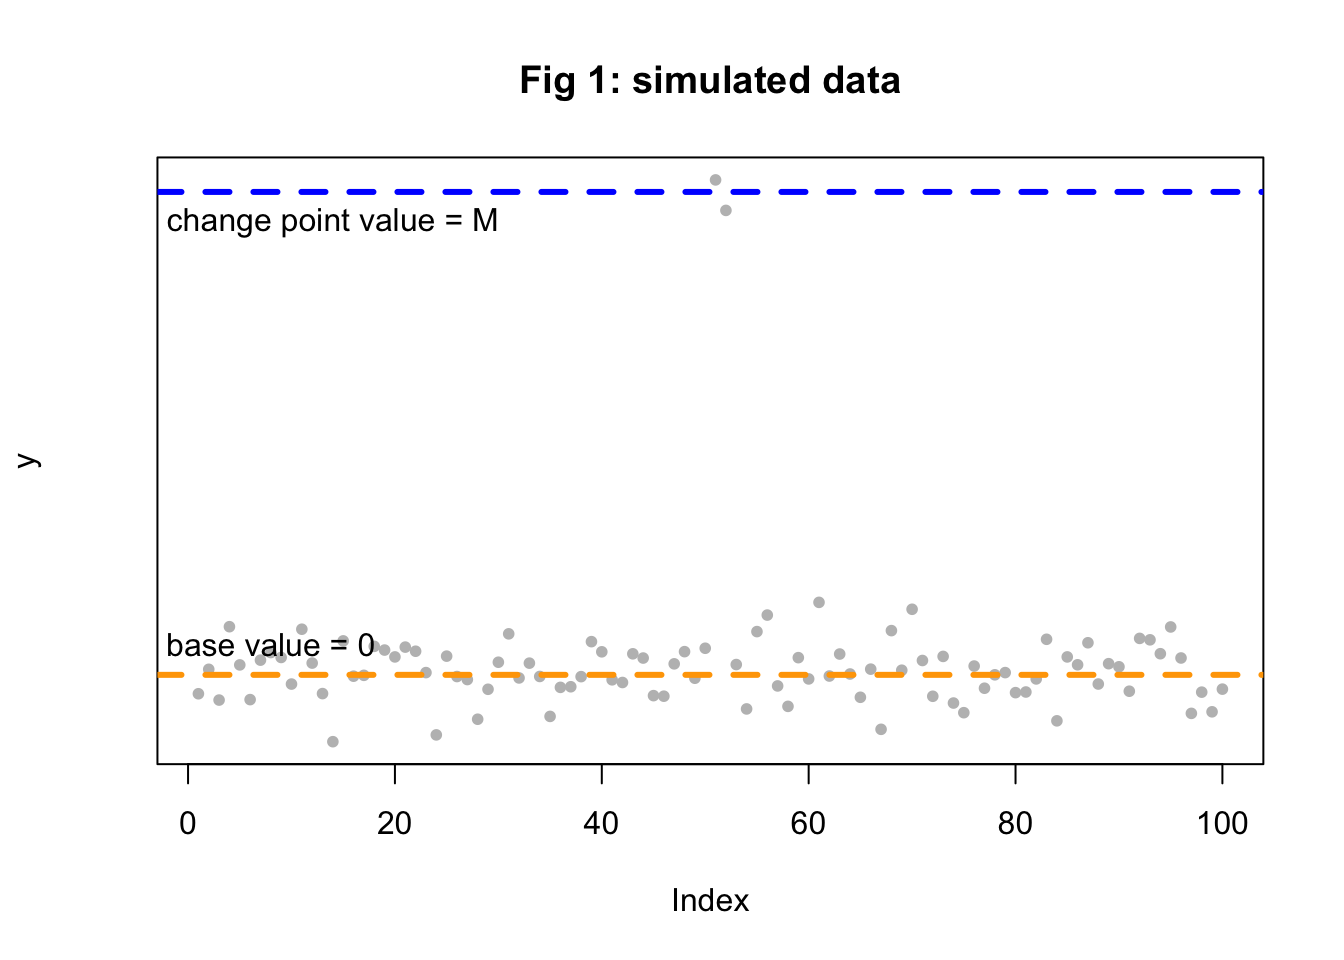 Fig 1: simulated data
change point value = M
y
base value = 0
0 20 40 60 80 100
Index